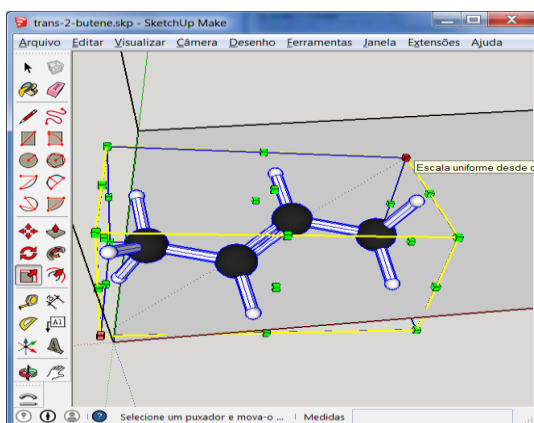 trans-2-butene.skp - SketchUp Make
Arquivo Editar Visualizar Câmera Desenho Ferramentas Janela Extensões Ajuda
Escala uniforme desde o
A1
Selecione um puxador e mova-o ... Medidas